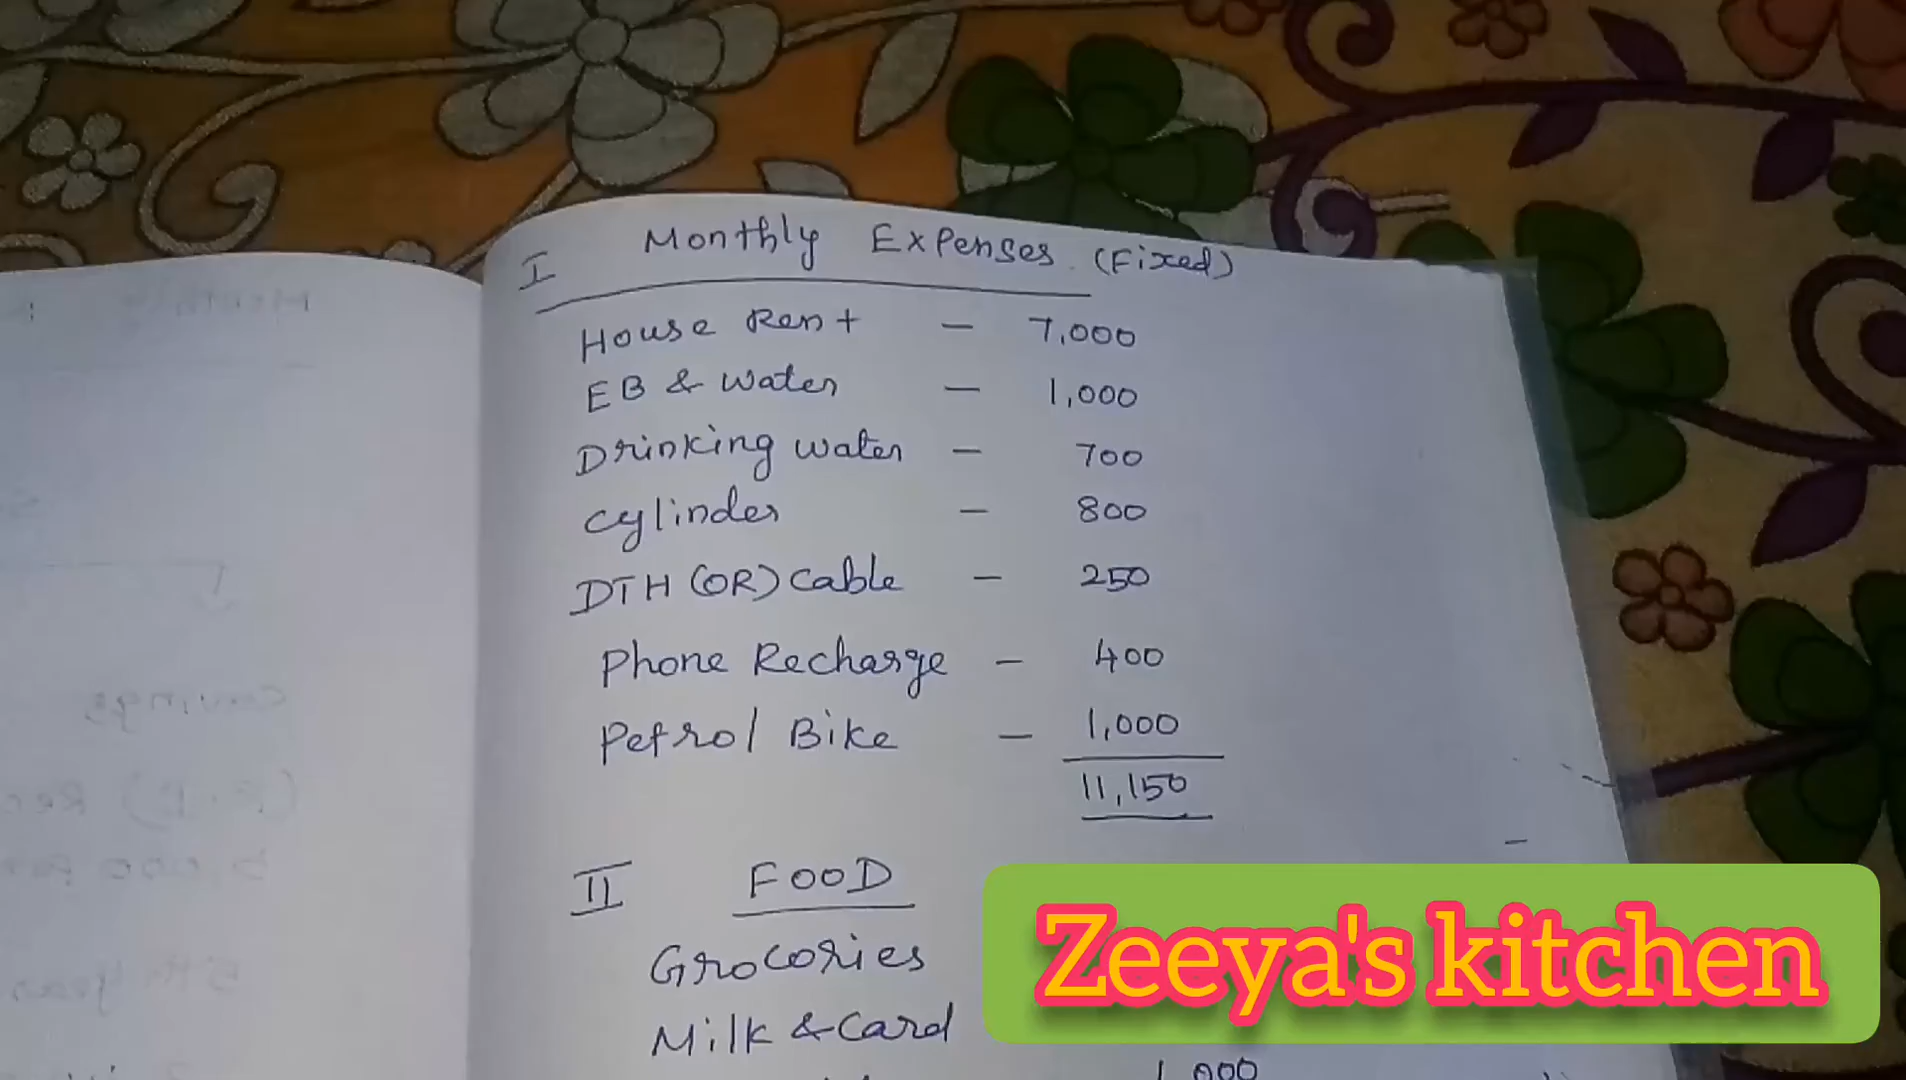 I Monthly Expenses (Fixed)
House Rent - 7,000
EB & Water - 1,000
Drinking water - 700
Cylinder - 800
DTH (OR) Cable - 250
Phone Recharge - 400
Petrol Bike - 1,000
11,150
II FOOD
Grocories
Milk & Card
1,000
Zeeya's kitchen